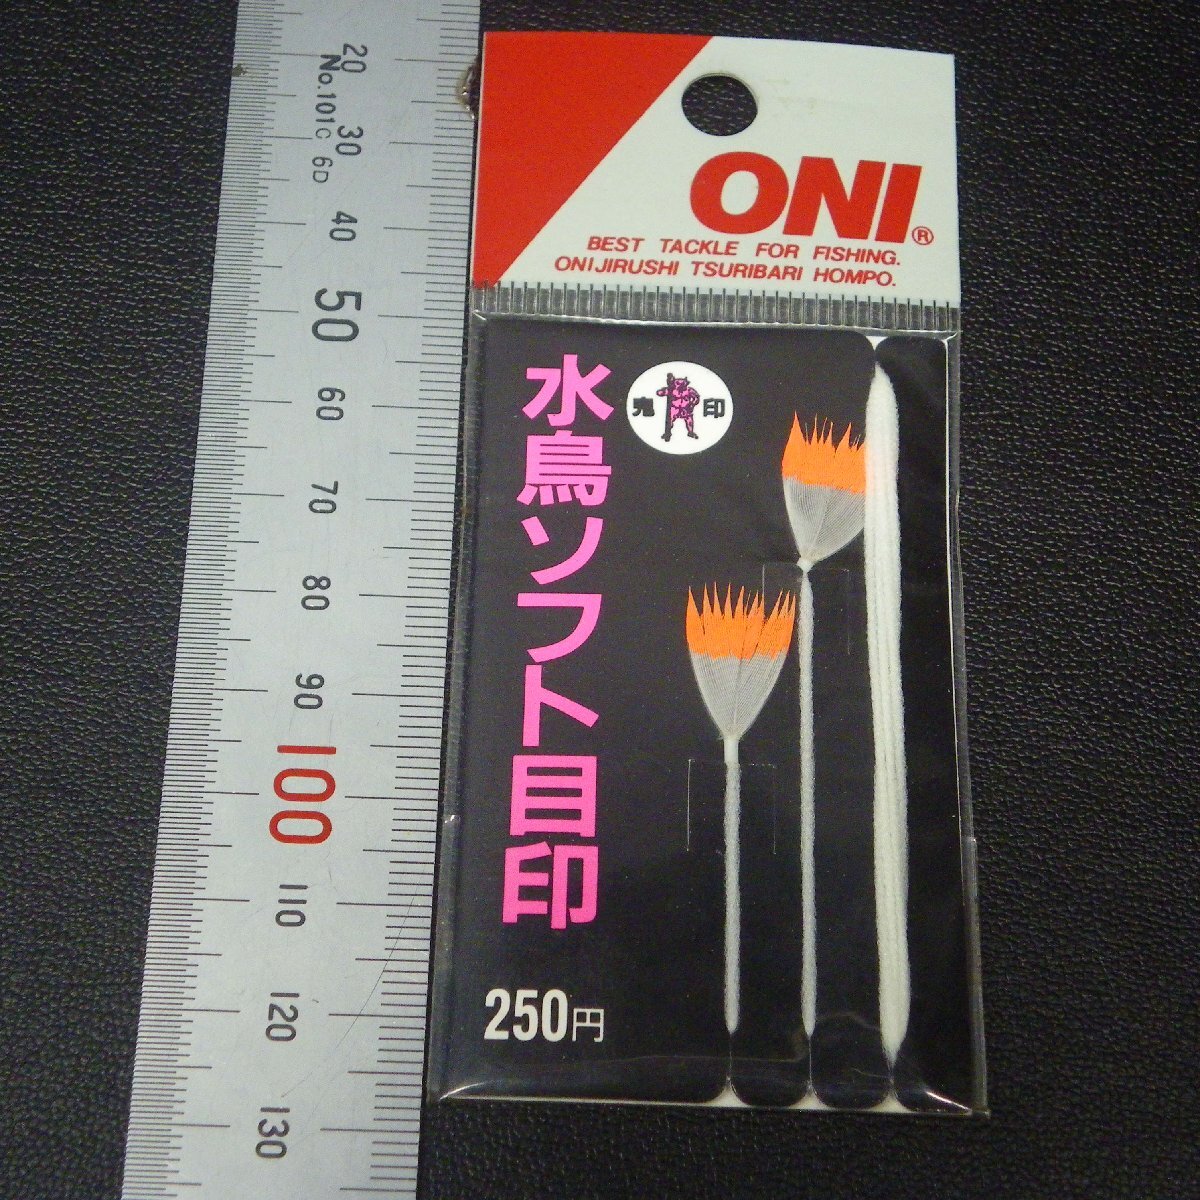 20
No.101C 6D
30
40
50
60
70
80
90
100
110
120
130
ONI®
BEST TACKLE FOR FISHING.
ONIJIRUSHI TSURIBARI HOMPO.
鬼印
水鳥ソフト目印
250円